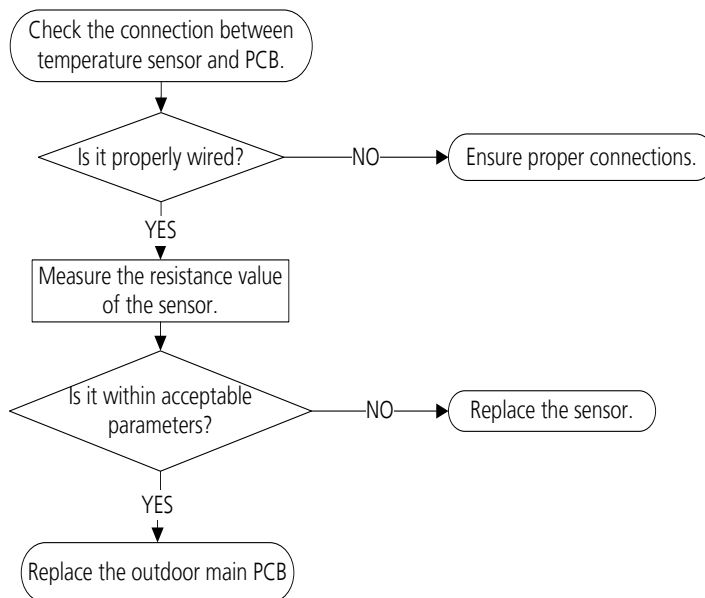 Check the connection between
temperature sensor and PCB.
Is it properly wired?
NO
Ensure proper connections.
YES
Measure the resistance value
of the sensor.
Is it within acceptable
parameters?
NO
Replace the sensor.
YES
Replace the outdoor main PCB